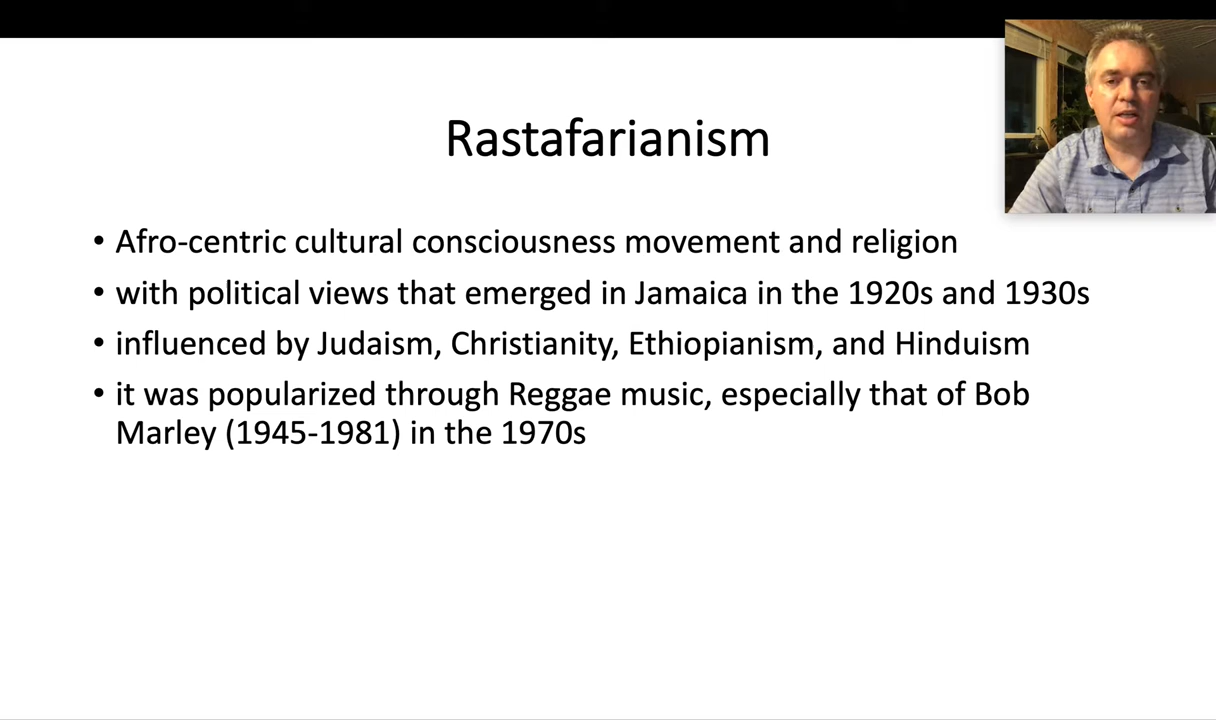 Rastafarianism
• Afro-centric cultural consciousness movement and religion
• with political views that emerged in Jamaica in the 1920s and 1930s
• influenced by Judaism, Christianity, Ethiopianism, and Hinduism
• it was popularized through Reggae music, especially that of Bob
Marley (1945-1981) in the 1970s